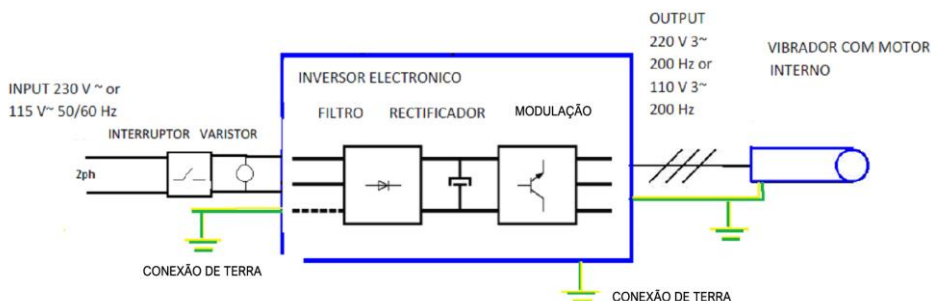 INPUT 230 V ~ or
115 V~ 50/60 Hz
INTERRUPTOR VARISTOR
2ph
CONEXÃO DE TERRA
INVERSOR ELECTRONICO
FILTRO RECTIFICADOR MODULAÇÃO
OUTPUT
220 V 3~
200 Hz or
110 V 3~
200 Hz
VIBRADOR COM MOTOR
INTERNO
CONEXÃO DE TERRA